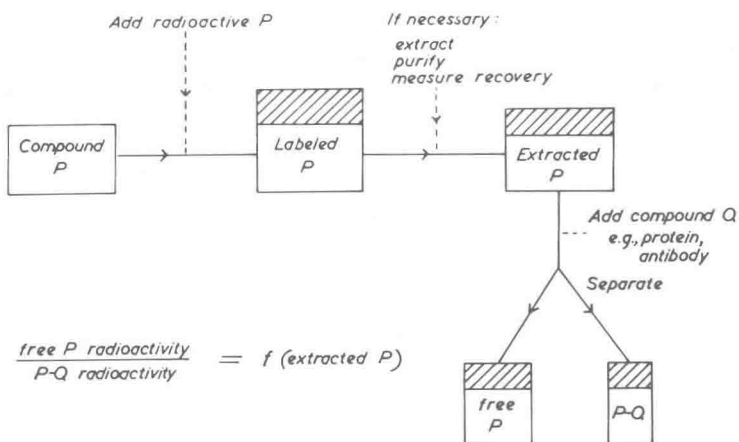 Add radioactive P
If necessary:
extract
purify
measure recovery
Compound
P
Labeled
P
Extracted
P
Add compound Q
e.g., protein,
antibody
Separate
free P radioactivity
P-Q radioactivity
= f (extracted P)
free
P
P-Q